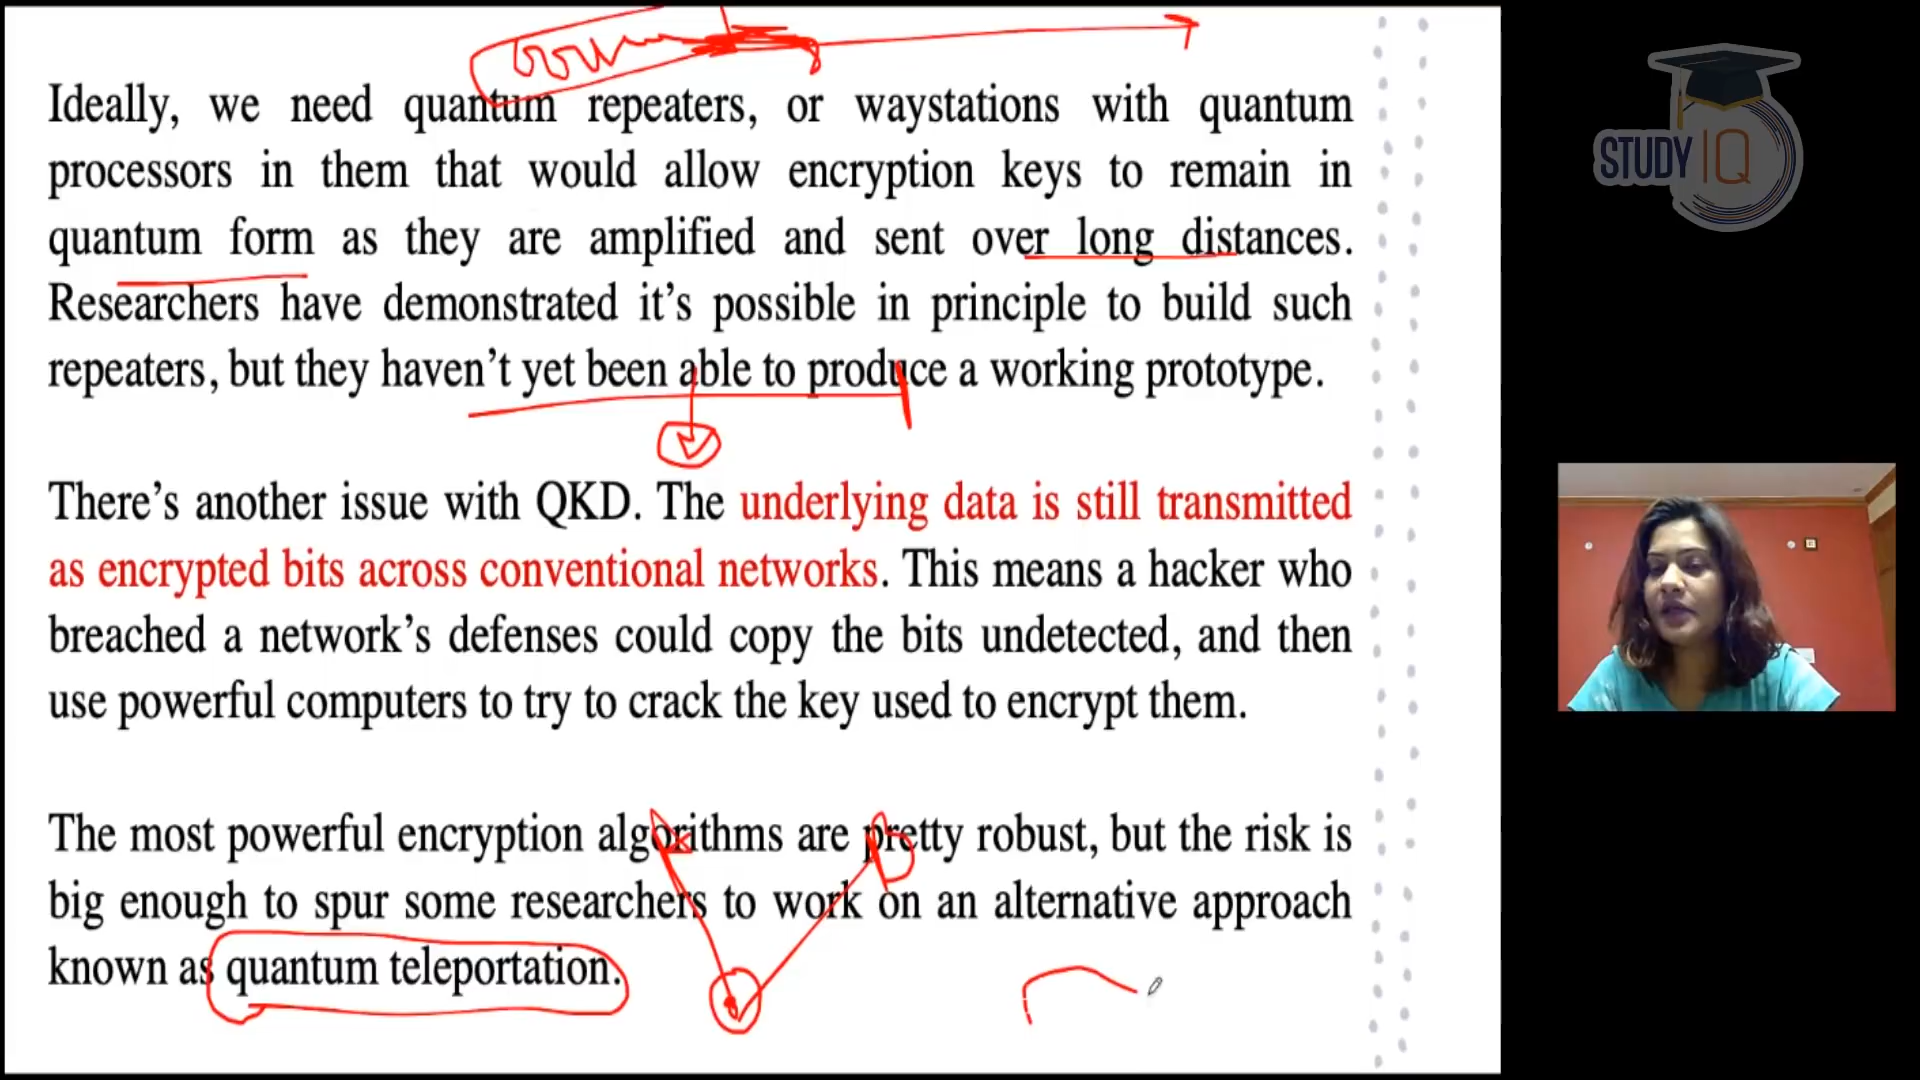 Ideally, we need quantum repeaters, or waystations with quantum
processors in them that would allow encryption keys to remain in
quantum form as they are amplified and sent over long distances.
Researchers have demonstrated it's possible in principle to build such
repeaters, but they haven't yet been able to produce a working prototype.
There's another issue with QKD. The underlying data is still transmitted
as encrypted bits across conventional networks. This means a hacker who
breached a network's defenses could copy the bits undetected, and then
use powerful computers to try to crack the key used to encrypt them.
The most powerful encryption algorithms are pretty robust, but the risk is
big enough to spur some researchers to work on an alternative approach
known as quantum teleportation.
STUDY IQ